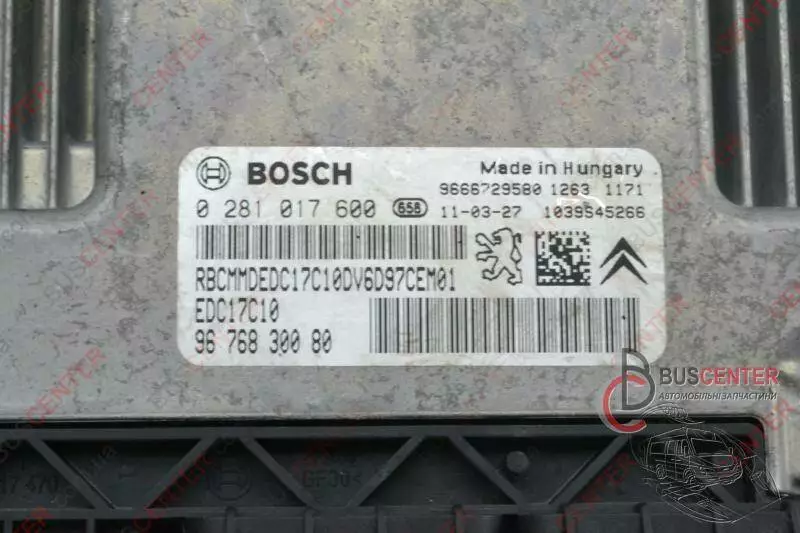 BOSCH
Made in Hungary
9666729580 1263 1171
0 281 017 600 658 11-03-27 1039S45266
RBCMMDEDC17C10DV6D97CEM01
EDC17C10
96 768 300 80
BUSCENTER
АВТОМОБІЛЬНІ ЗАПЧАСТИНИ